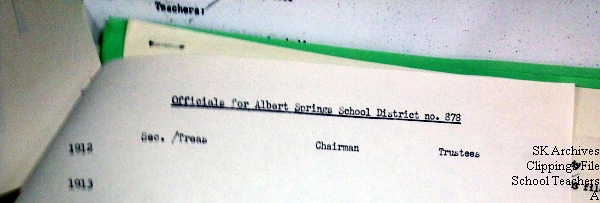 Teachers:
Officials for Albert Springs School District no. 878
Sec. /Treas Chairman Trustees
1912
1913
SK Archives
Clippings File
School Teachers
A